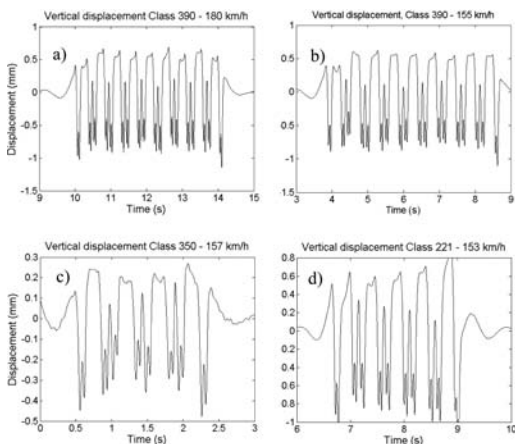 Vertical displacement Class 390 - 180 km/h
a)
Displacement (mm)
1
0.5
0
-0.5
-1
-1.5
9 10 11 12 13 14 15
Time (s)
Vertical displacement, Class 390 - 155 km/h
b)
1
0.5
0
-0.5
-1
-1.5
3 4 5 6 7 8 9
Time (s)
Vertical displacement Class 350 - 157 km/h
c)
Displacement (mm)
0.3
0.2
0.1
0
-0.1
-0.2
-0.3
-0.4
-0.5
0 0.5 1 1.5 2 2.5 3
Time (s)
Vertical displacement Class 221 - 153 km/h
d)
0.8
0.6
0.4
0.2
0
0.2
0.4
0.6
0.8
1
6 7 8 9 10
Time (s)